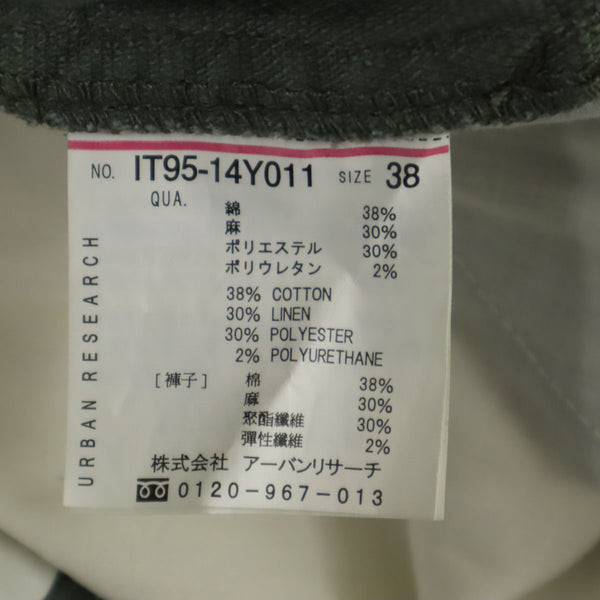 NO. IT95-14Y011 SIZE 38
QUA.
綿 38%
麻 30%
ポリエステル 30%
ポリウレタン 2%
38% COTTON
30% LINEN
30% POLYESTER
2% POLYURETHANE
[褲子] 棉 38%
麻 30%
聚酯纖維 30%
彈性纖維 2%
株式会社 アーバンリサーチ
0120-967-013
URBAN RESEARCH